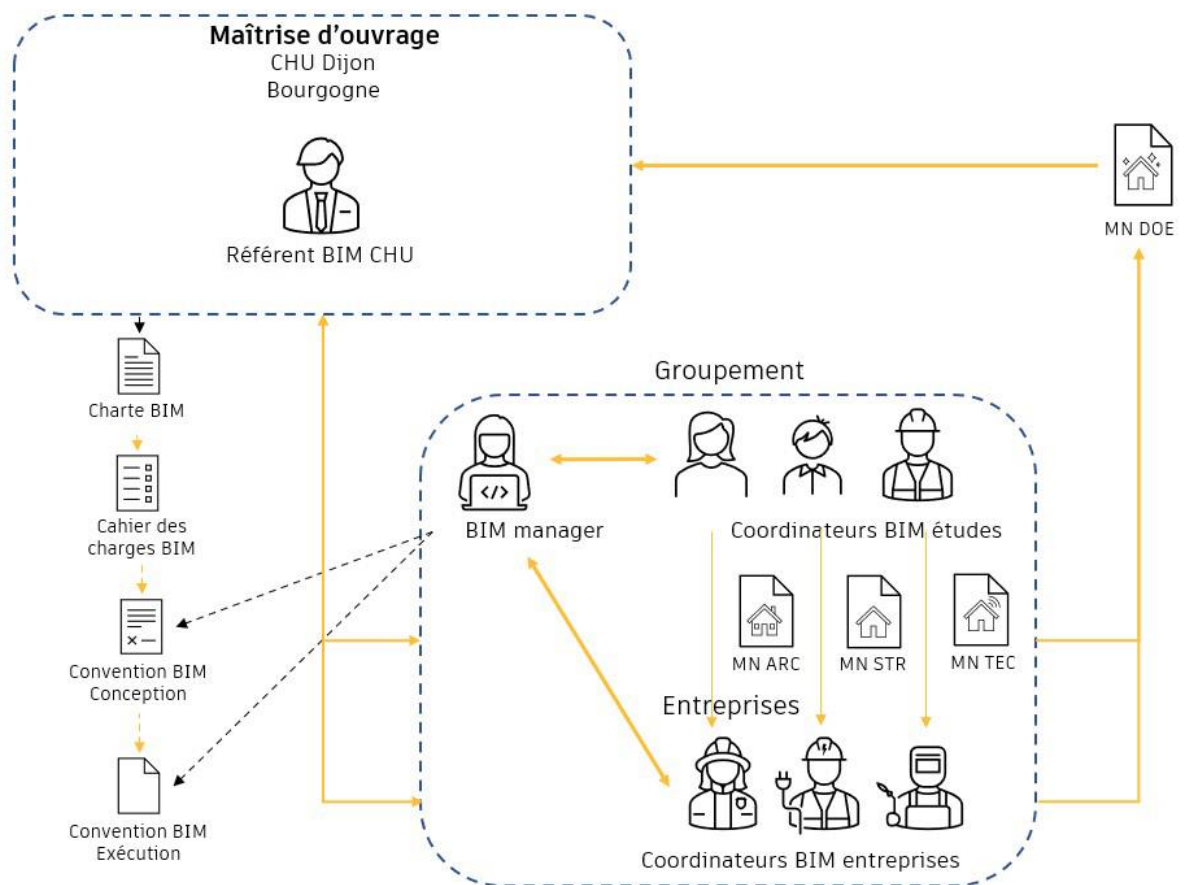 Maîtrise d'ouvrage
CHU Dijon
Bourgogne
Référent BIM CHU
MN DOE
Charte BIM
Cahier des
charges BIM
Convention BIM
Conception
Convention BIM
Exécution
Groupement
</>
BIM manager
Coordinateurs BIM études
MN ARC
MN STR
MN TEC
Entreprises
Coordinateurs BIM entreprises